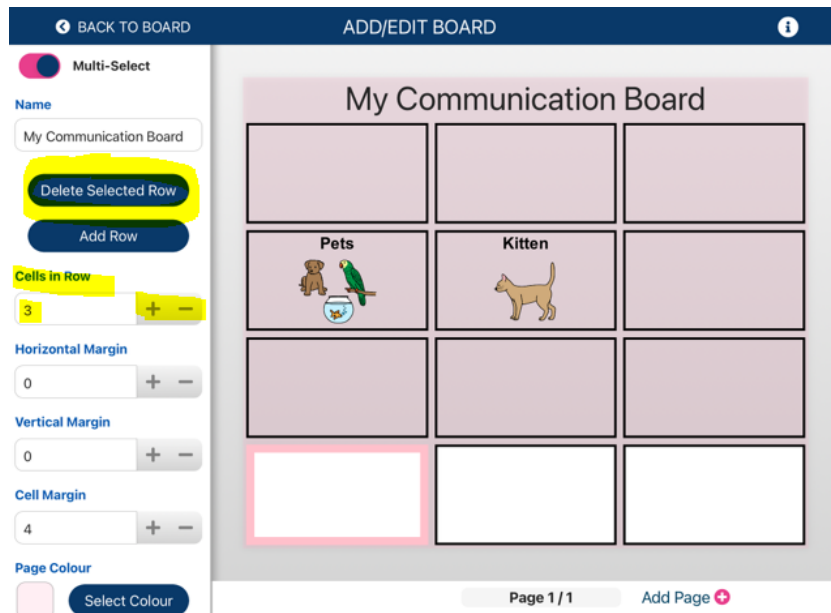 BACK TO BOARD
ADD/EDIT BOARD
i
Multi-Select
Name
My Communication Board
Delete Selected Row
Add Row
Cells in Row
3 + −
Horizontal Margin
0 + −
Vertical Margin
0 + −
Cell Margin
4 + −
Page Colour
Select Colour
My Communication Board
Pets
Kitten
Page 1/1
Add Page +